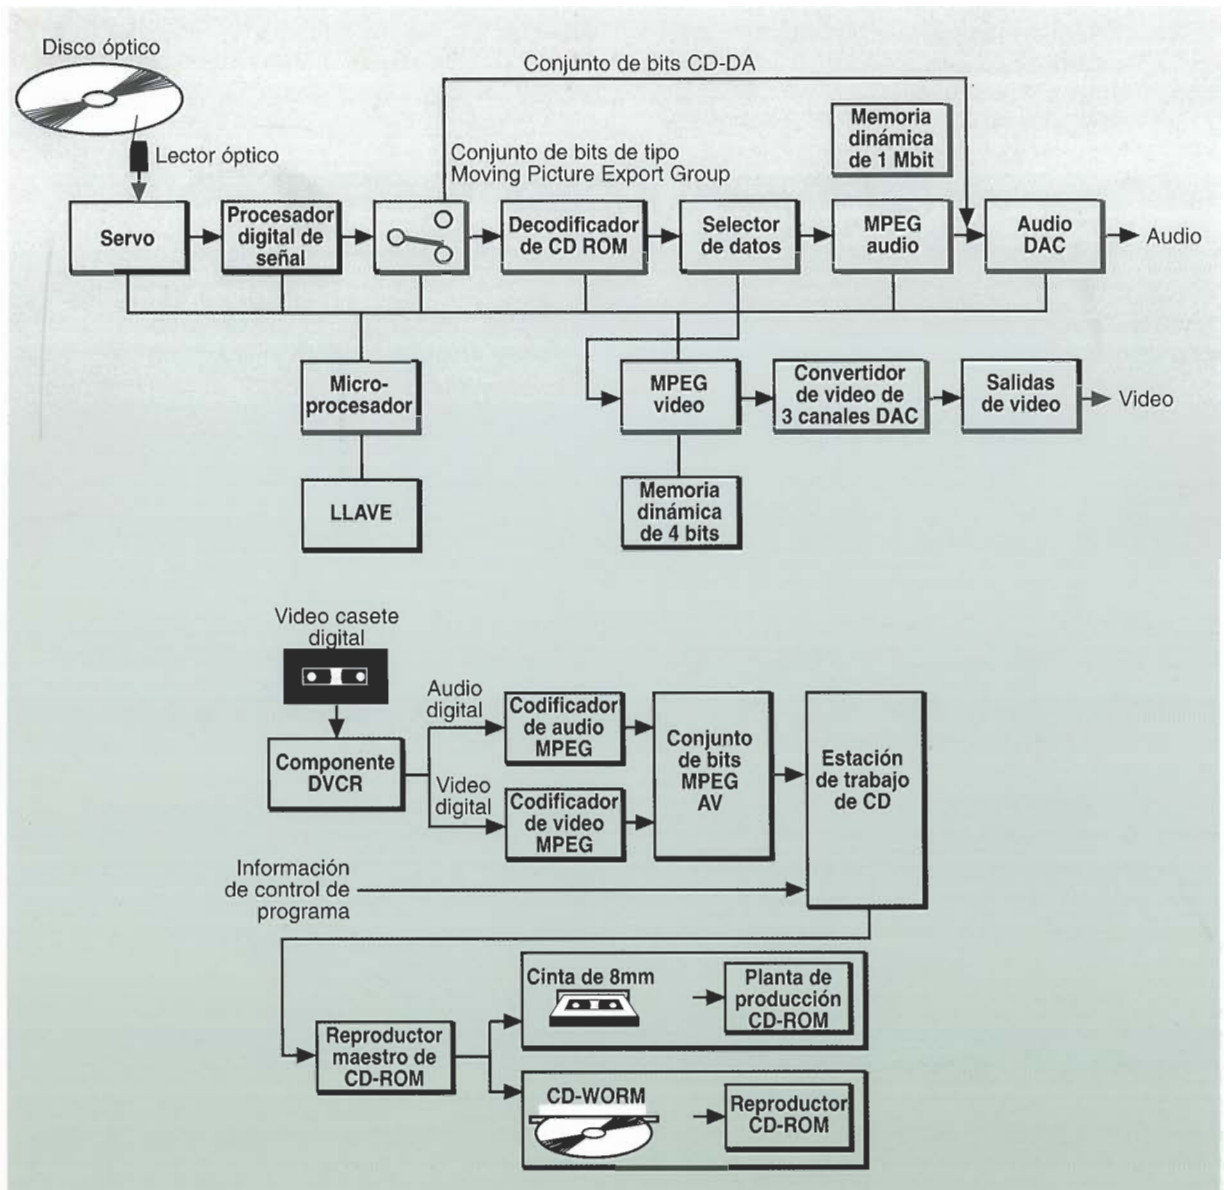 Disco óptico
Conjunto de bits CD-DA
Memoria
dinámica
de 1 Mbit
Lector óptico
Conjunto de bits de tipo
Moving Picture Export Group
Servo
Procesador
digital de
señal
Decodificador
de CD ROM
Selector
de datos
MPEG
audio
Audio
DAC
Audio
Micro-
procesador
MPEG
video
Convertidor
de video de
3 canales DAC
Salidas
de video
Video
LLAVE
Memoria
dinámica
de 4 bits
Video casete
digital
Audio
digital
Codificador
de audio
MPEG
Componente
DVCR
Conjunto
de bits
MPEG
AV
Estación
de trabajo
de CD
Video
digital
Codificador
de video
MPEG
Información
de control de
programa
Cinta de 8mm
Planta de
producción
CD-ROM
Reproductor
maestro de
CD-ROM
CD-WORM
Reproductor
CD-ROM